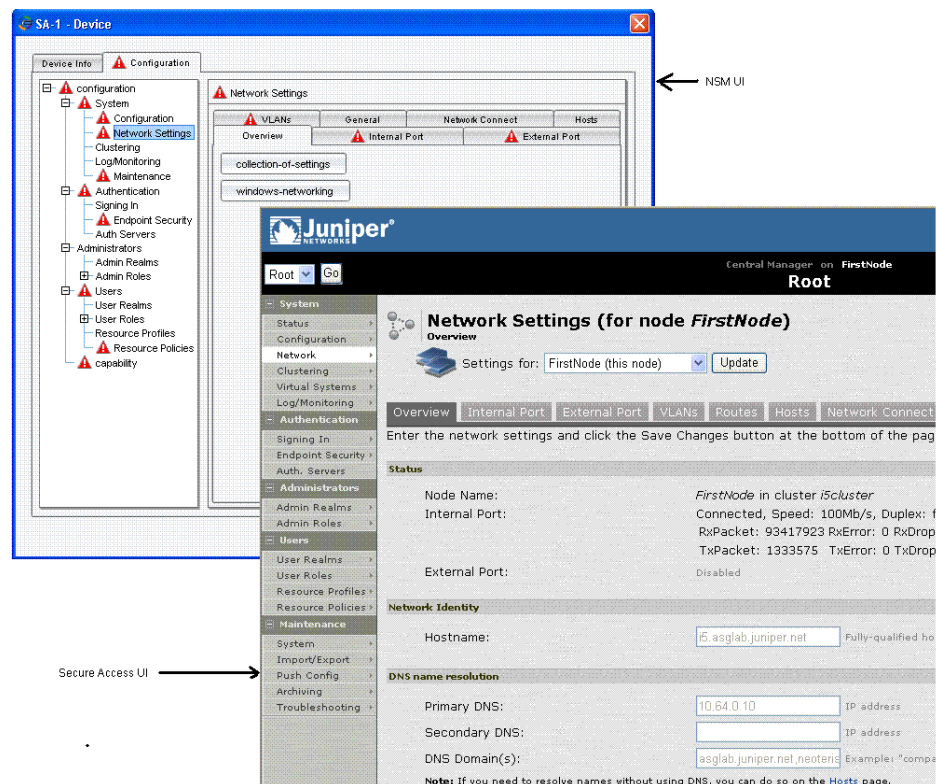 SA-1 - Device
Device Info
Configuration
NSM UI
configuration
System
Configuration
Network Settings
Clustering
Log/Monitoring
Maintenance
Authentication
Signing In
Endpoint Security
Auth Servers
Administrators
Admin Realms
Admin Roles
Users
User Realms
User Roles
Resource Profiles
Resource Policies
capability
Network Settings
VLANs General Network Connect Hosts
Overview Internal Port External Port
collection-of-settings
windows-networking
Juniper®
NETWORKS
Root Go
Central Manager on FirstNode
Root
System
Status
Configuration
Network
Clustering
Virtual Systems
Log/Monitoring
Authentication
Signing In
Endpoint Security
Auth. Servers
Administrators
Admin Realms
Admin Roles
Users
User Realms
User Roles
Resource Profiles
Resource Policies
Maintenance
System
Import/Export
Push Config
Archiving
Troubleshooting
Secure Access UI
Network Settings (for node FirstNode)
Overview
Settings for: FirstNode (this node) Update
Overview Internal Port External Port VLANs Routes Hosts Network Connect
Enter the network settings and click the Save Changes button at the bottom of the pag
Status
Node Name: FirstNode in cluster i5cluster
Internal Port: Connected, Speed: 100Mb/s, Duplex: f
RxPacket: 93417923 RxError: 0 RxDrop
TxPacket: 1333575 TxError: 0 TxDrop
External Port: Disabled
Network Identity
Hostname: i5.asglab.juniper.net Fully-qualified ho
DNS name resolution
Primary DNS: 10.64.0.10 IP address
Secondary DNS: IP address
DNS Domain(s): asglab.juniper.net,neoteris Example: "compa
Note: If you need to resolve names without using DNS, you can do so on the Hosts page.